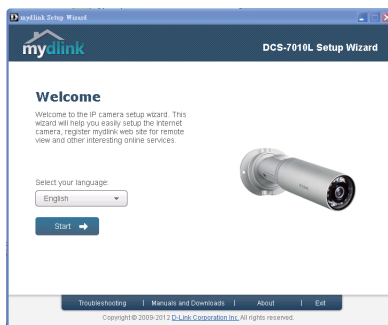 mydlink Setup Wizard
mydlink
DCS-7010L Setup Wizard
Welcome
Welcome to the IP camera setup wizard. This
wizard will help you easily setup the Internet
camera, register mydlink web site for remote
view and other interesting online services.
Select your language:
English
Start
Troubleshooting | Manuals and Downloads | About | Exit
Copyright © 2009-2012 D-Link Corporation Inc. All rights reserved.